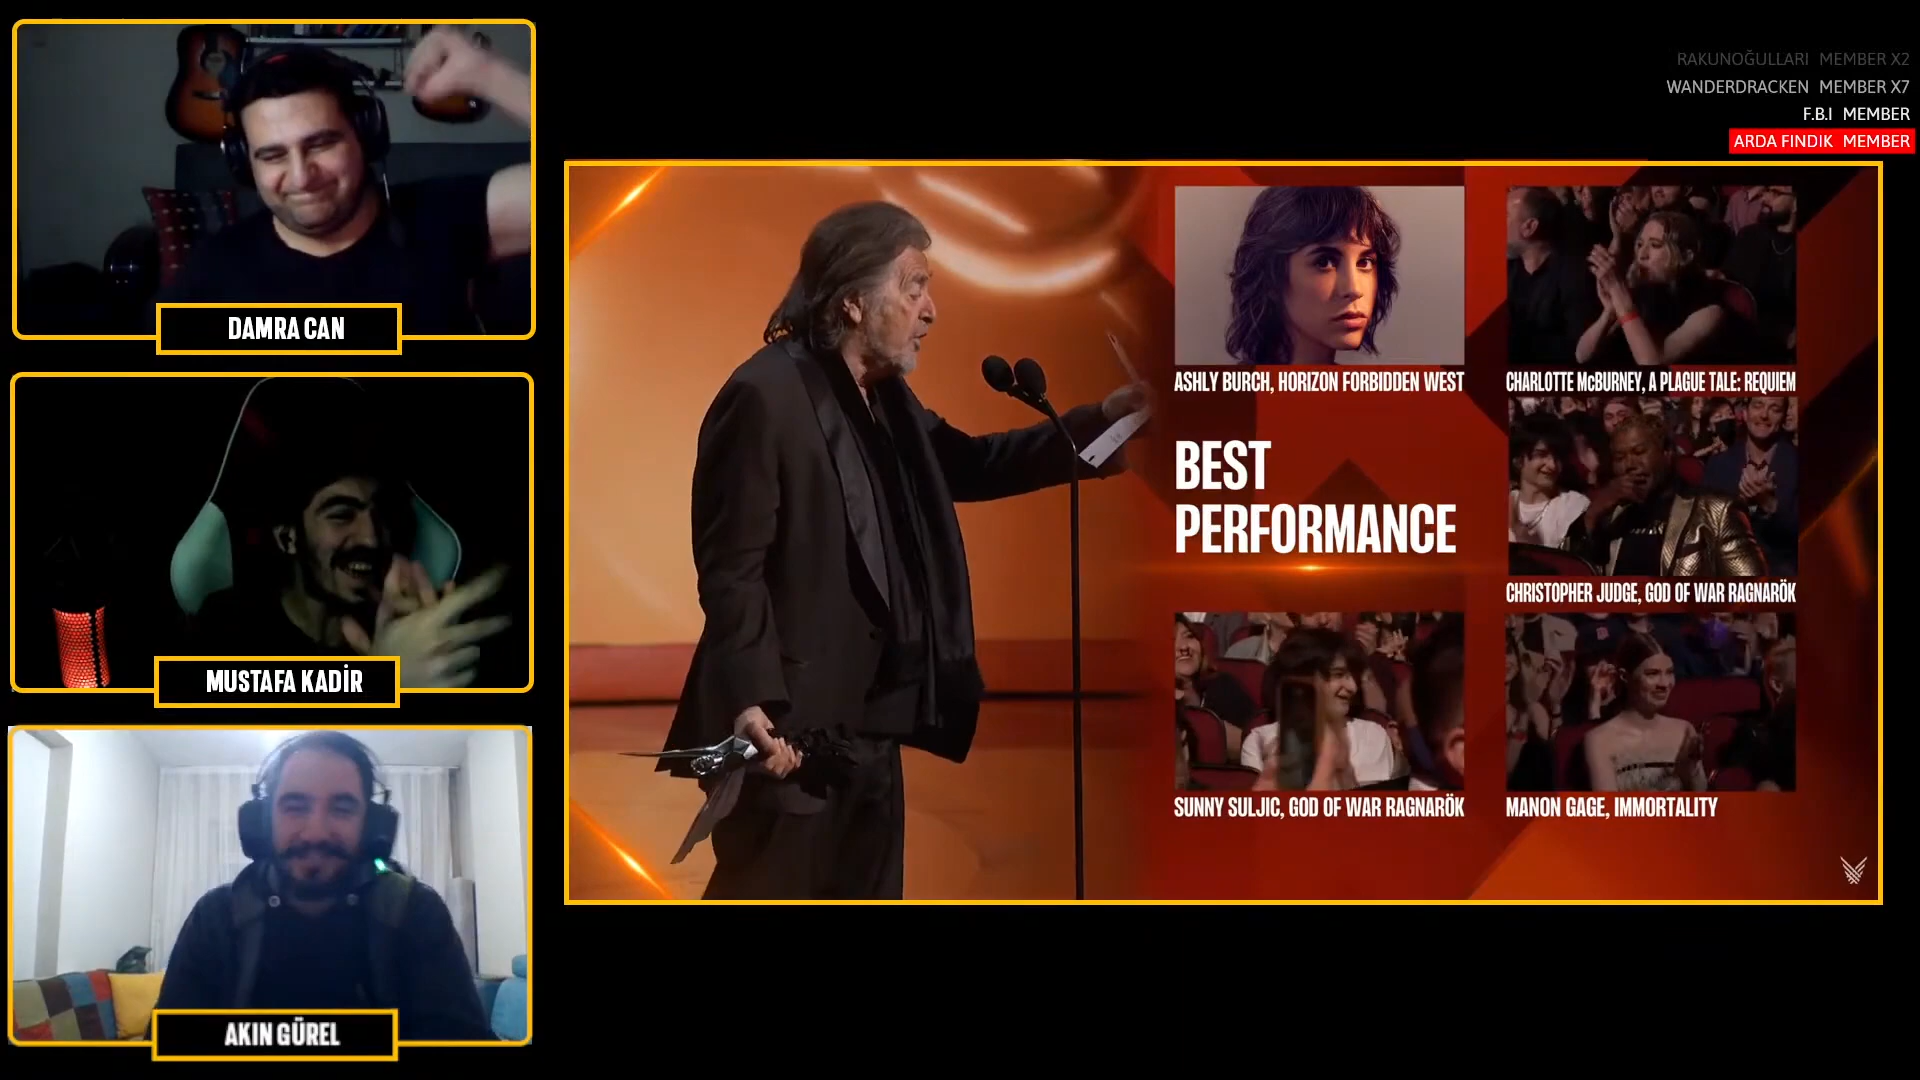 DAMRA CAN
MUSTAFA KADİR
AKIN GÜREL
RAKUNOĞULLARI MEMBER X2
WANDERDRACKEN MEMBER X7
F.B.I MEMBER
ARDA FINDIK MEMBER
ASHLY BURCH, HORIZON FORBIDDEN WEST
CHARLOTTE McBURNEY, A PLAGUE TALE: REQUIEM
BEST
PERFORMANCE
CHRISTOPHER JUDGE, GOD OF WAR RAGNARÖK
SUNNY SULJIC, GOD OF WAR RAGNARÖK
MANON GAGE, IMMORTALITY